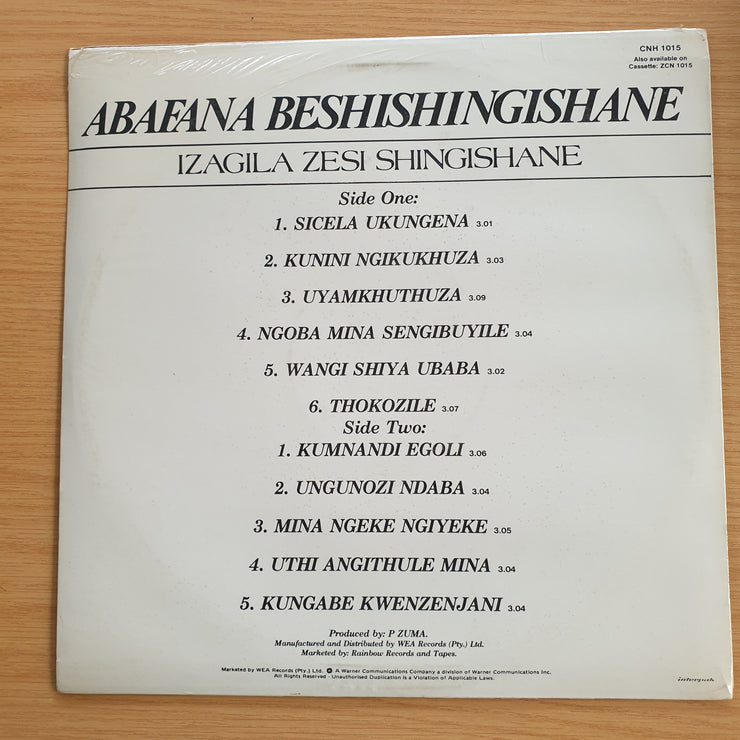 CNH 1015
Also available on
Cassette: ZCN 1015
ABAFANA BESHISHINGISHANE
IZAGILA ZESI SHINGISHANE
Side One:
1. SICELA UKUNGENA 3.01
2. KUNINI NGIKUKHUZA 3.03
3. UYAMKHUTHUZA 3.09
4. NGOBA MINA SENGIBUYILE 3.04
5. WANGI SHIYA UBABA 3.02
6. THOKOZILE 3.07
Side Two:
1. KUMNANDI EGOLI 3.06
2. UNGUNOZI NDABA 3.04
3. MINA NGEKE NGIYEKE 3.05
4. UTHI ANGITHULE MINA 3.04
5. KUNGABE KWENZENJANI 3.04
Produced by: P ZUMA.
Manufactured and Distributed by WEA Records (Pty.) Ltd.
Marketed by: Rainbow Records and Tapes.
Marketed by WEA Records (Pty.) Ltd. A Warner Communications Company a division of Warner Communications Inc.
All Rights Reserved - Unauthorised Duplication is a Violation of Applicable Laws.
interpak